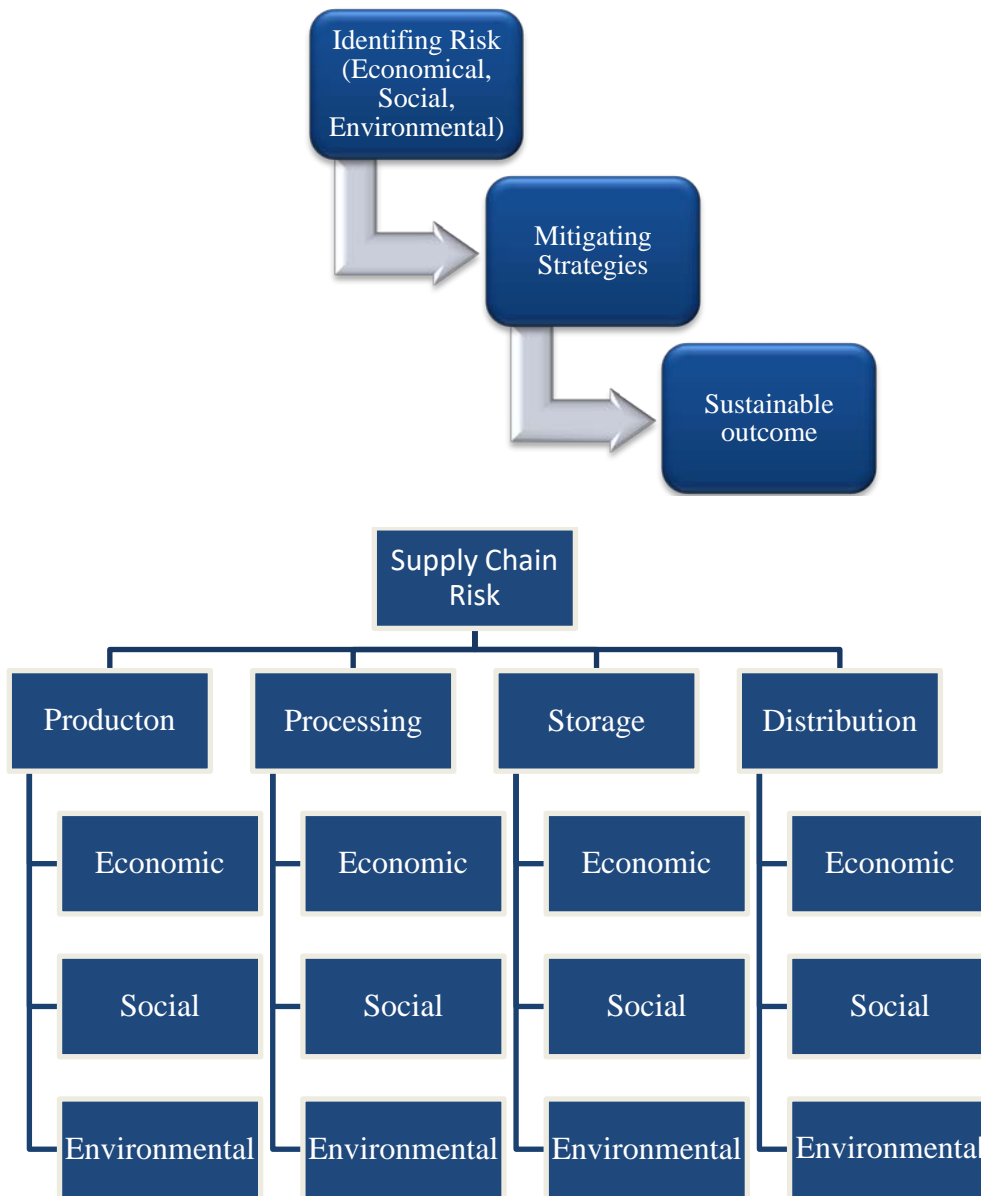 Identifing Risk
(Economical,
Social,
Environmental)
Mitigating
Strategies
Sustainable
outcome
Supply Chain
Risk
Producton
Processing
Storage
Distribution
Economic
Economic
Economic
Economic
Social
Social
Social
Social
Environmental
Environmental
Environmental
Environmental